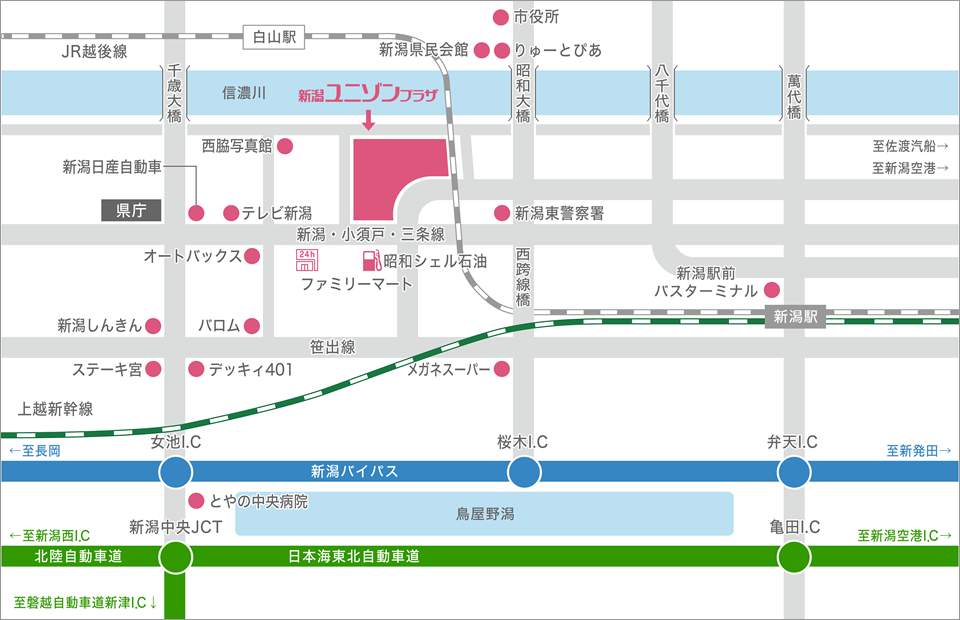 市役所
白山駅
JR越後線
新潟県民会館
りゅーとぴあ
千歳大橋
昭和大橋
八千代橋
萬代橋
信濃川
新潟ユニゾンプラザ
西脇写真館
至佐渡汽船→
至新潟空港→
新潟日産自動車
県庁
テレビ新潟
新潟東警察署
新潟・小須戸・三条線
オートバックス
24h
昭和シェル石油
ファミリーマート
西跨線橋
新潟駅前
バスターミナル
新潟駅
新潟しんきん
バロム
笹出線
ステーキ宮
デッキィ401
メガネスーパー
上越新幹線
女池I.C
桜木I.C
弁天I.C
←至長岡
新潟バイパス
至新発田→
とやの中央病院
鳥屋野潟
新潟中央JCT
亀田I.C
←至新潟西I.C
至新潟空港I.C→
北陸自動車道
日本海東北自動車道
至磐越自動車道新津I.C↓